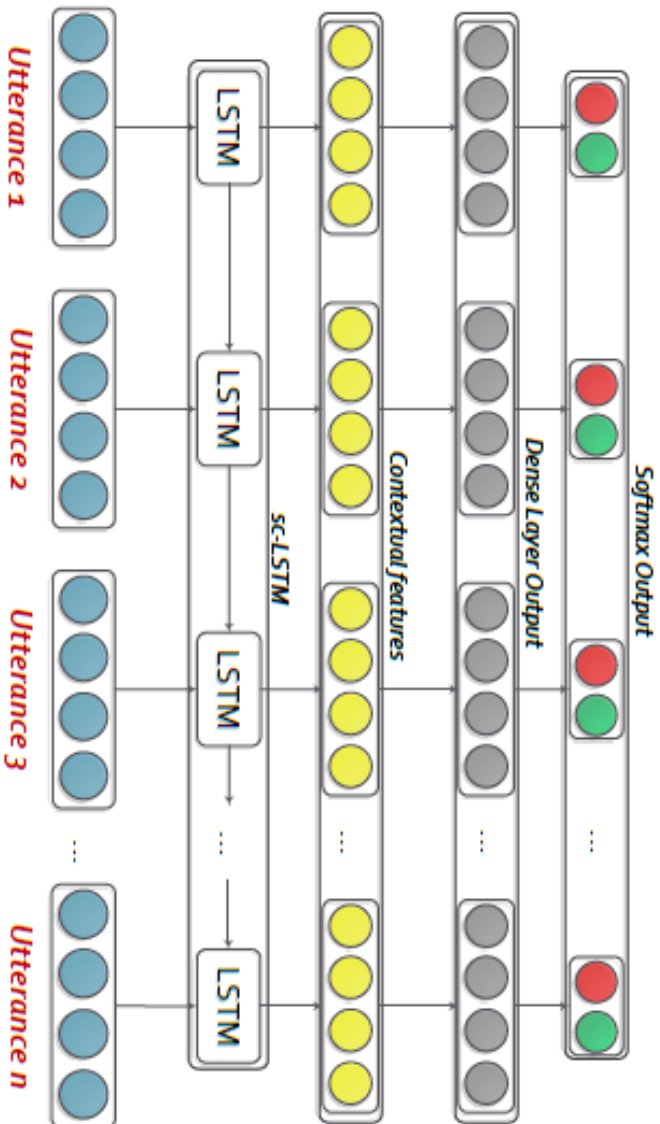 Softmax Output
Dense Layer Output
Contextual features
sc-LSTM
LSTM
LSTM
LSTM
....
LSTM
....
....
....
....
Utterance 1
Utterance 2
Utterance 3
Utterance n